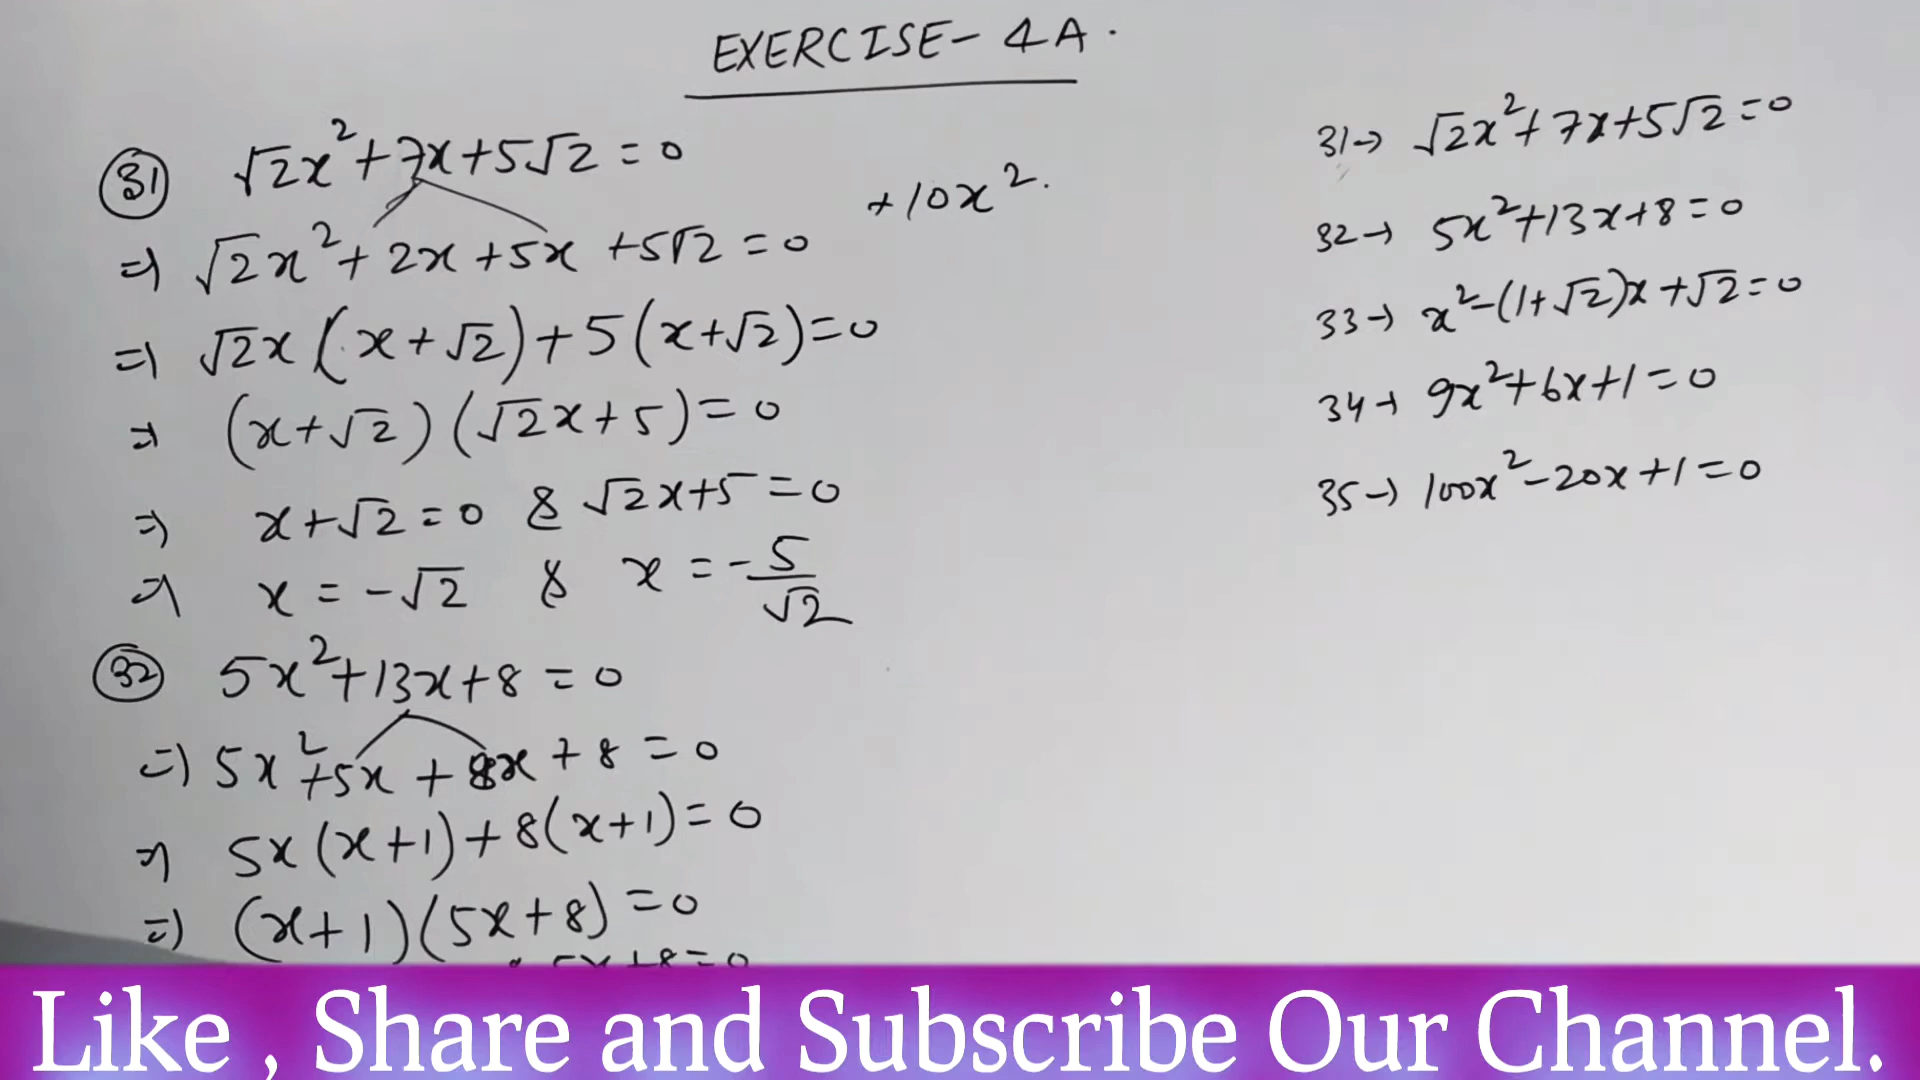 EXERCISE - 4A.
31 √2x²+7x+5√2=0
⇒ √2x²+2x+5x+5√2=0
+10x².
⇒ √2x(x+√2)+5(x+√2)=0
⇒ (x+√2)(√2x+5)=0
⇒ x+√2=0 & √2x+5=0
⇒ x=-√2 & x=-5/√2
32 5x²+13x+8=0
⇒ 5x²+5x+8x+8=0
⇒ 5x(x+1)+8(x+1)=0
⇒ (x+1)(5x+8)=0
5x+8=0
31→ √2x²+7x+5√2=0
32→ 5x²+13x+8=0
33→ x²-(1+√2)x+√2=0
34→ 9x²+6x+1=0
35→ 100x²-20x+1=0
Like , Share and Subscribe Our Channel.